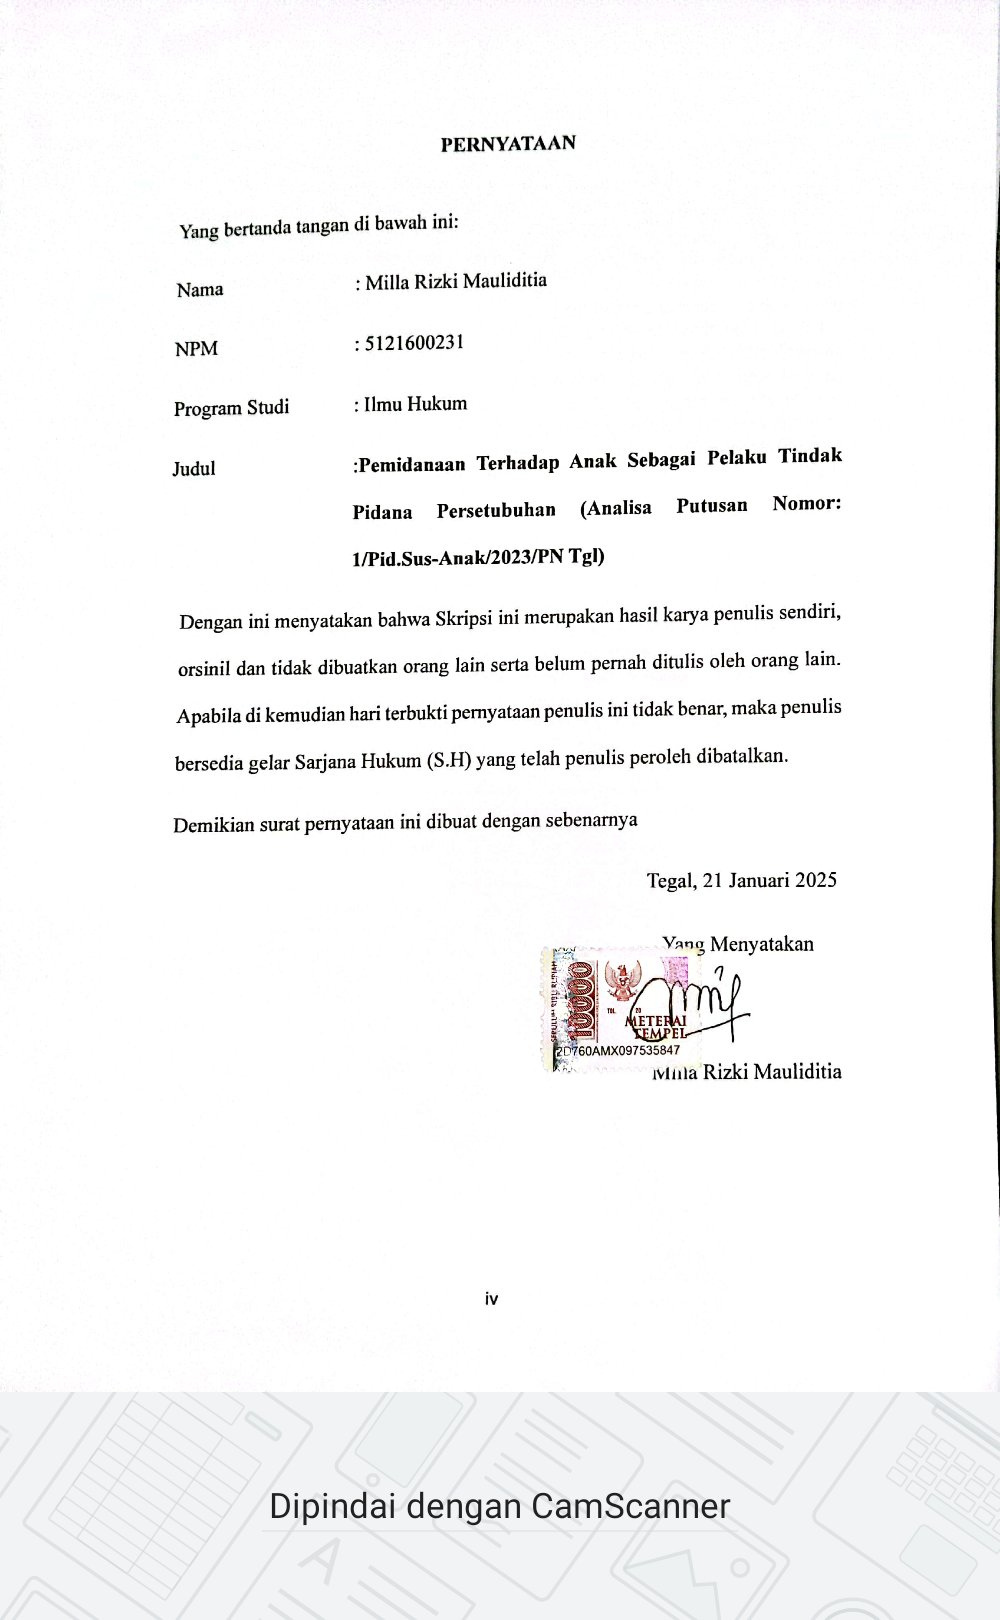 PERNYATAAN
Yang bertanda tangan di bawah ini:
Nama : Milla Rizki Mauliditia
NPM : 5121600231
Program Studi : Ilmu Hukum
Judul :Pemidanaan Terhadap Anak Sebagai Pelaku Tindak
Pidana Persetubuhan (Analisa Putusan Nomor:
1/Pid.Sus-Anak/2023/PN Tgl)
Dengan ini menyatakan bahwa Skripsi ini merupakan hasil karya penulis sendiri,
orsinil dan tidak dibuatkan orang lain serta belum pernah ditulis oleh orang lain.
Apabila di kemudian hari terbukti pernyataan penulis ini tidak benar, maka penulis
bersedia gelar Sarjana Hukum (S.H) yang telah penulis peroleh dibatalkan.
Demikian surat pernyataan ini dibuat dengan sebenarnya
Tegal, 21 Januari 2025
Yang Menyatakan
SEPULUH RIBU RUPIAH
10000
TGL. 20
METERAI
TEMPEL
2D760AMX097535847
Milla Rizki Mauliditia
iv
Dipindai dengan CamScanner